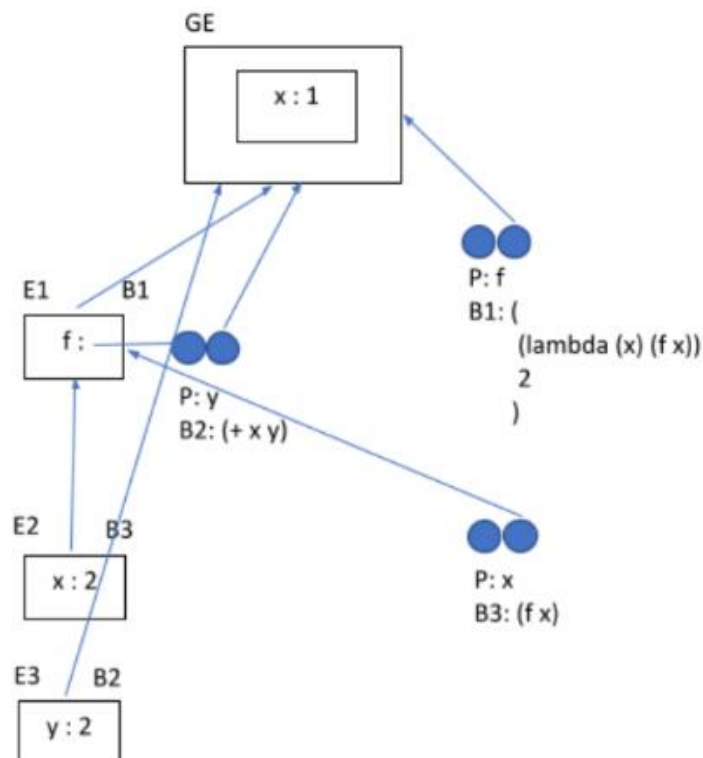 GE
x : 1
P: f
B1: (
(lambda (x) (f x))
2
)
E1 B1
f :
P: y
B2: (+ x y)
E2 B3
x : 2
P: x
B3: (f x)
E3 B2
y : 2